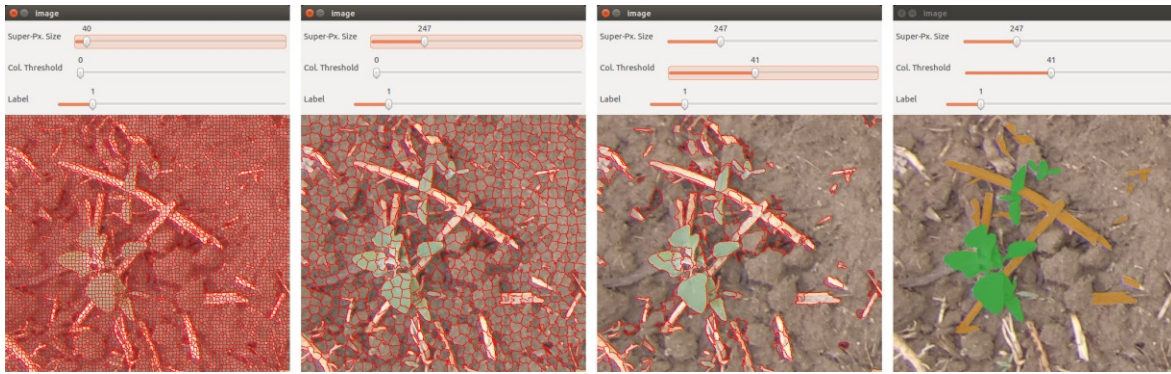 image
40
Super-Px. Size
0
Col. Threshold
1
Label
image
247
Super-Px. Size
0
Col. Threshold
1
Label
image
247
Super-Px. Size
41
Col. Threshold
1
Label
image
247
Super-Px. Size
41
Col. Threshold
1
Label